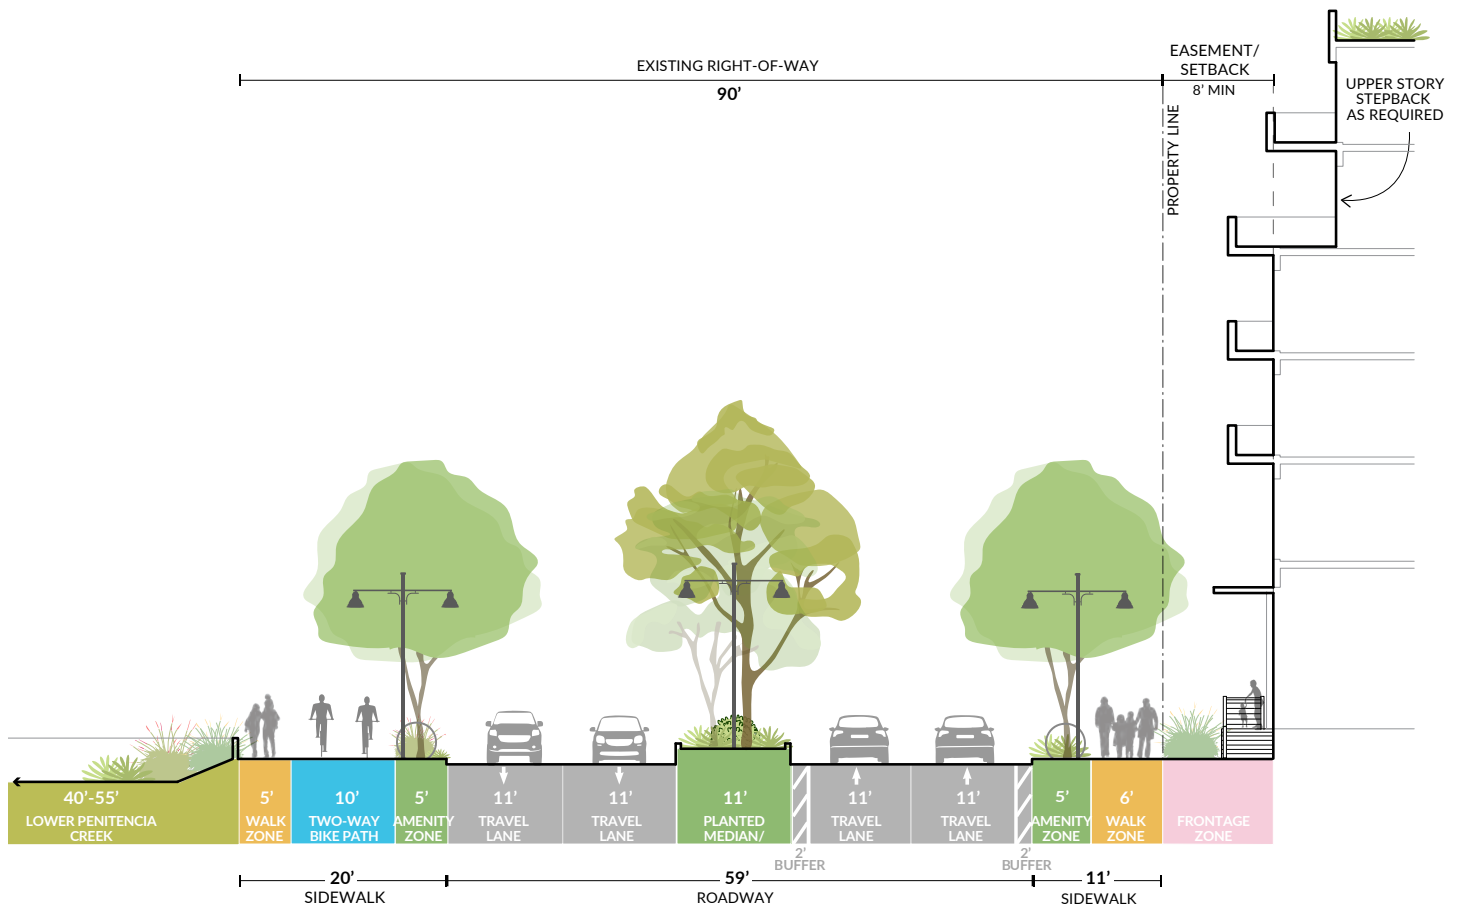 EXISTING RIGHT-OF-WAY
90’
EASEMENT/
SETBACK
8’ MIN
PROPERTY LINE
UPPER STORY
STEPBACK
AS REQUIRED
40’-55’
LOWER PENITENCIA
CREEK
5’
WALK
ZONE
10’
TWO-WAY
BIKE PATH
5’
AMENITY
ZONE
11’
TRAVEL
LANE
11’
TRAVEL
LANE
11’
PLANTED
MEDIAN/
2’
BUFFER
11’
TRAVEL
LANE
11’
TRAVEL
LANE
2’
BUFFER
5’
AMENITY
ZONE
6’
WALK
ZONE
FRONTAGE
ZONE
20’
SIDEWALK
59’
ROADWAY
11’
SIDEWALK